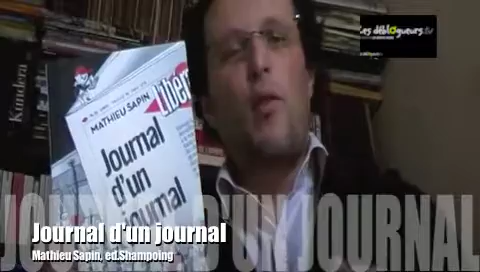 Les déblogueurs.tv
Kundera
MATHIEU SAPIN
Journal
d'un
journal
JOURNAL D'UN JOURNAL
Journal d'un journal
Mathieu Sapin, ed.Shampoing